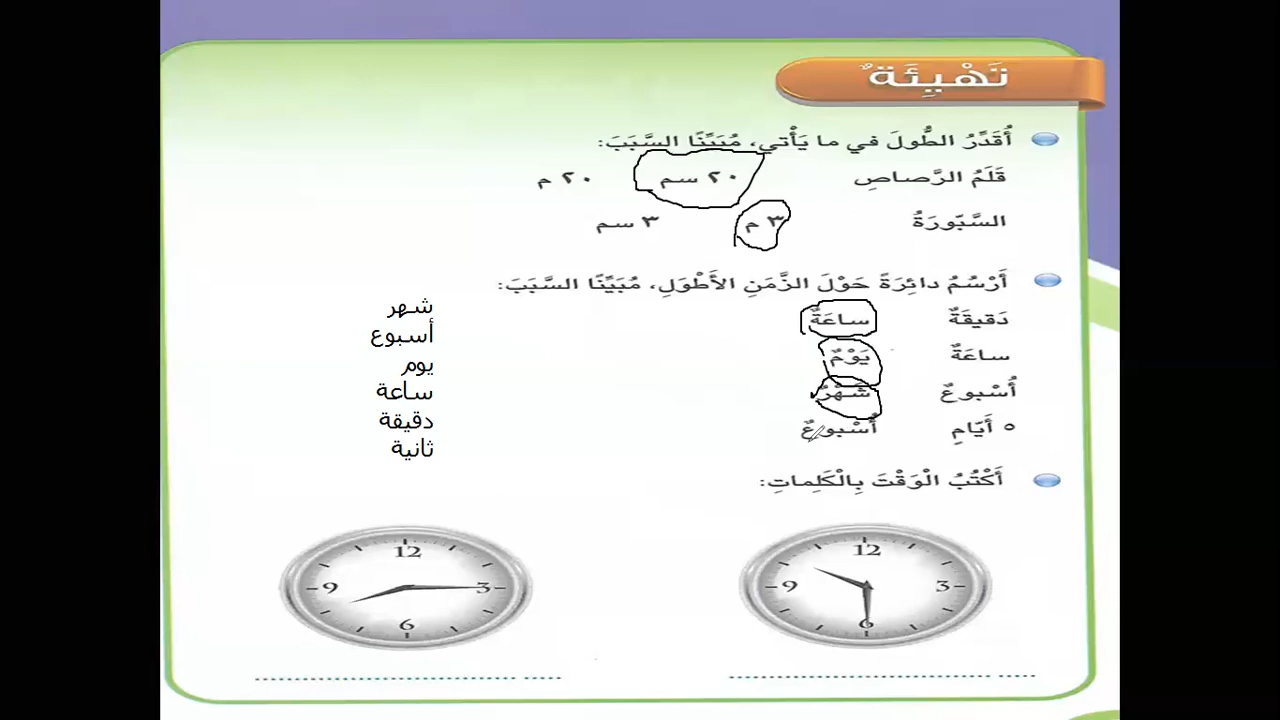 تَهْيِئَةٌ
أُقَدِّرُ الطُّولَ في ما يَأْتي، مُبَيِّنًا السَّبَبَ:
قَلَمُ الرَّصاصِ ٢٠ سم ٢٠ م
السَّبّورَةُ ٣ م ٣ سم
أَرْسُمُ دائِرَةً حَوْلَ الزَّمَنِ الأَطْوَلِ، مُبَيِّنًا السَّبَبَ:
دَقيقَةٌ ساعَةٌ
ساعَةٌ يَوْمٌ
أُسْبوعٌ شَهْرٌ
٥ أَيّامِ أُسْبوعٌ
شهر
أسبوع
يوم
ساعة
دقيقة
ثانية
أَكْتُبُ الْوَقْتَ بِالْكَلِماتِ:
12
3
6
9
12
3
6
9